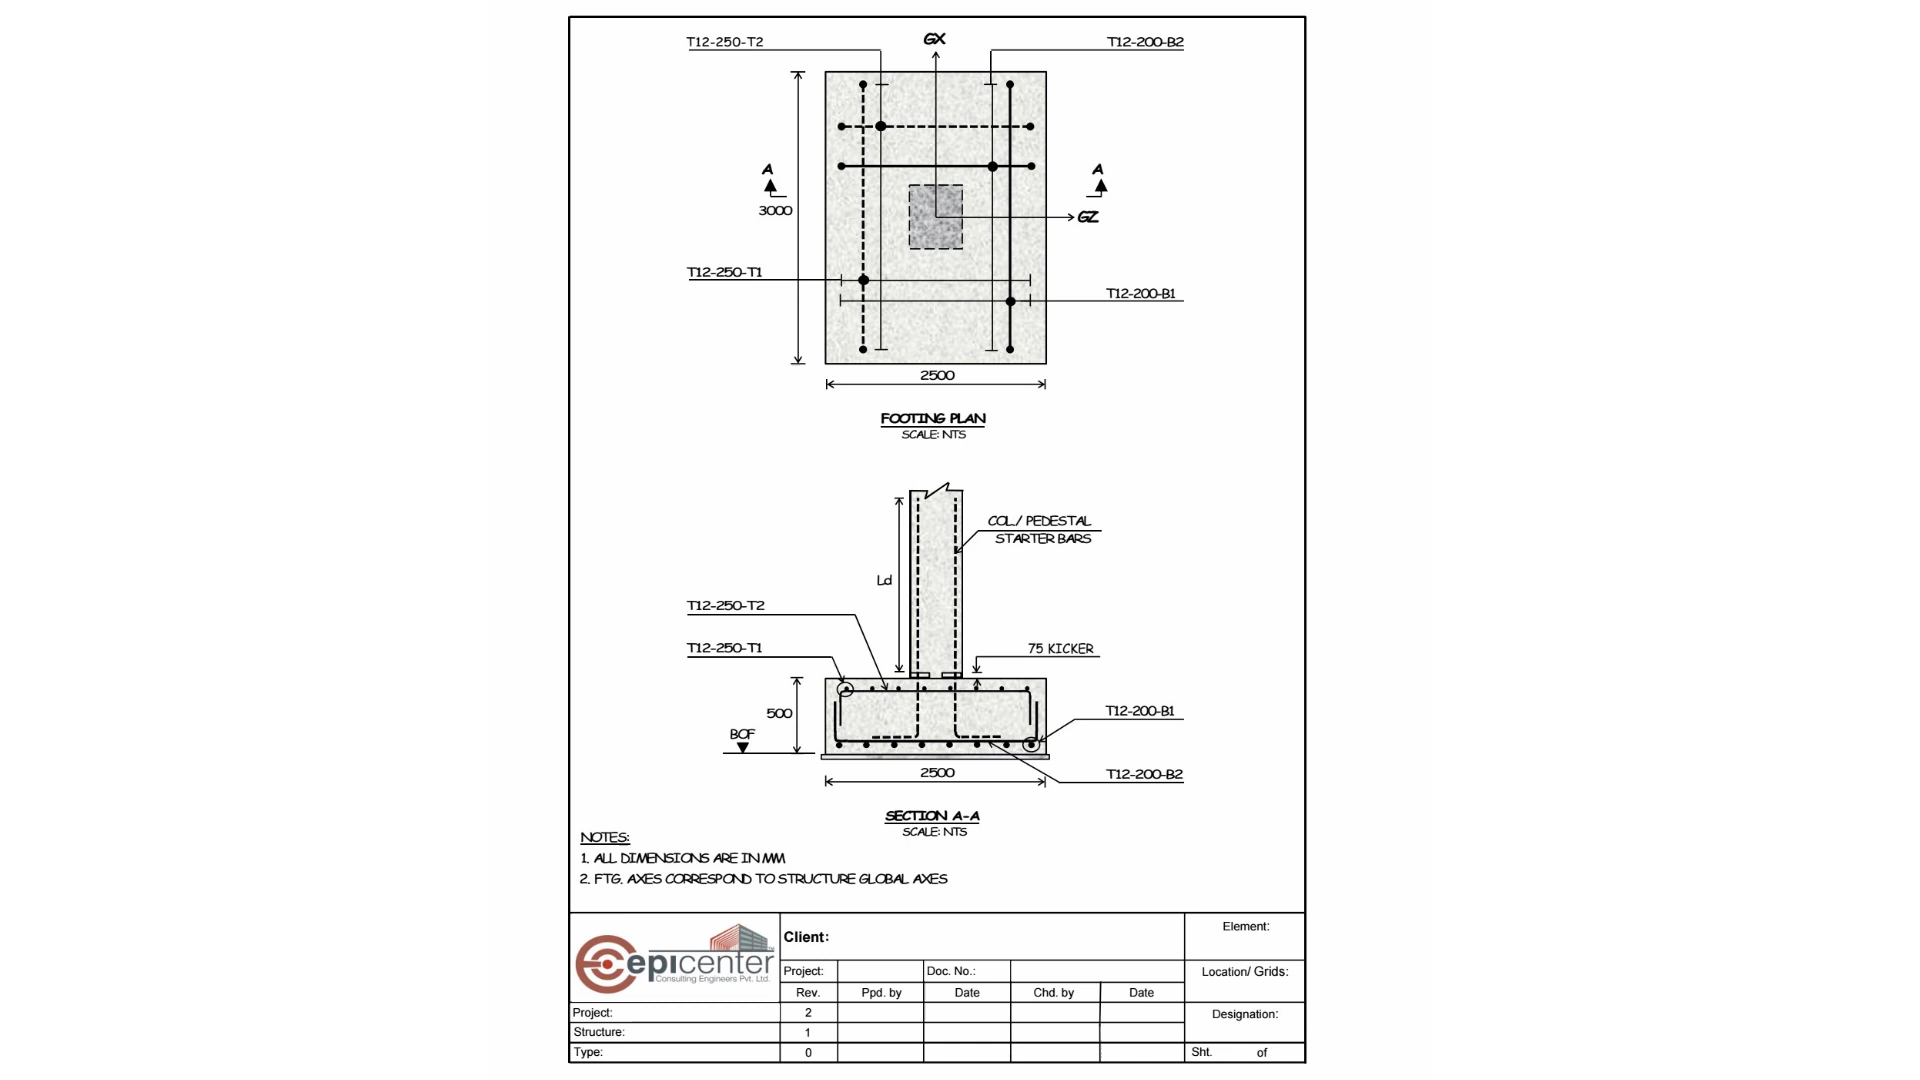 T12-250-T2
GX
T12-200-B2
A
A
3000
GZ
T12-250-T1
T12-200-B1
2500
FOOTING PLAN
SCALE: NTS
COL./ PEDESTAL
STARTER BARS
Ld
T12-250-T2
T12-250-T1
75 KICKER
500
T12-200-B1
BOF
2500
T12-200-B2
SECTION A-A
SCALE: NTS
NOTES:
1. ALL DIMENSIONS ARE IN MM
2. FTG. AXES CORRESPOND TO STRUCTURE GLOBAL AXES
epicenter
Consulting Engineers Pvt. Ltd.
Client:
Element:
Project:
Doc. No.:
Location/ Grids:
Rev.
Ppd. by
Date
Chd. by
Date
Project:
2
Designation:
Structure:
1
Type:
0
Sht. of